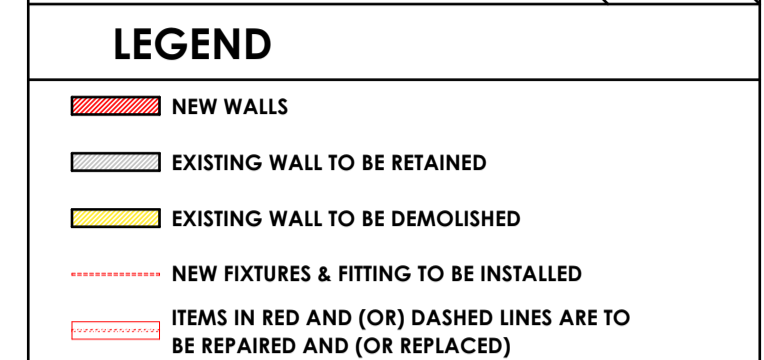 LEGEND
NEW WALLS
EXISTING WALL TO BE RETAINED
EXISTING WALL TO BE DEMOLISHED
NEW FIXTURES & FITTING TO BE INSTALLED
ITEMS IN RED AND (OR) DASHED LINES ARE TO
BE REPAIRED AND (OR REPLACED)